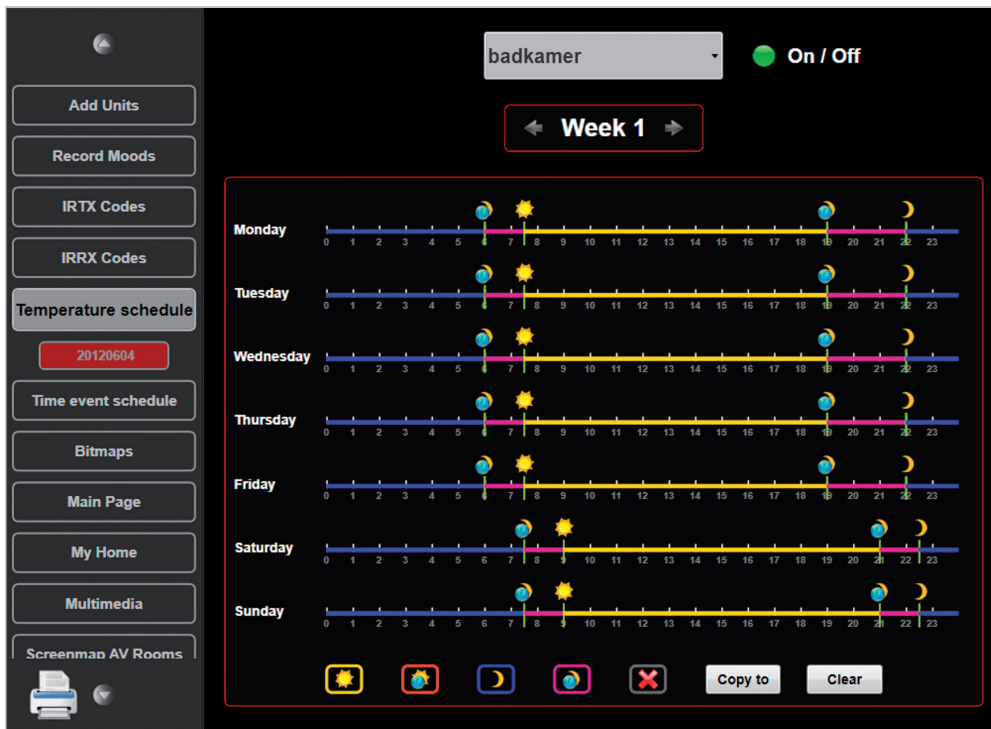 badkamer
On / Off
Week 1
Add Units
Record Moods
IRTX Codes
IRRX Codes
Temperature schedule
20120604
Time event schedule
Bitmaps
Main Page
My Home
Multimedia
Screenmap AV Rooms
Monday
0 1 2 3 4 5 6 7 8 9 10 11 12 13 14 15 16 17 18 19 20 21 22 23
Tuesday
0 1 2 3 4 5 6 7 8 9 10 11 12 13 14 15 16 17 18 19 20 21 22 23
Wednesday
0 1 2 3 4 5 6 7 8 9 10 11 12 13 14 15 16 17 18 19 20 21 22 23
Thursday
0 1 2 3 4 5 6 7 8 9 10 11 12 13 14 15 16 17 18 19 20 21 22 23
Friday
0 1 2 3 4 5 6 7 8 9 10 11 12 13 14 15 16 17 18 19 20 21 22 23
Saturday
0 1 2 3 4 5 6 7 8 9 10 11 12 13 14 15 16 17 18 19 20 21 22 23
Sunday
0 1 2 3 4 5 6 7 8 9 10 11 12 13 14 15 16 17 18 19 20 21 22 23
Copy to
Clear